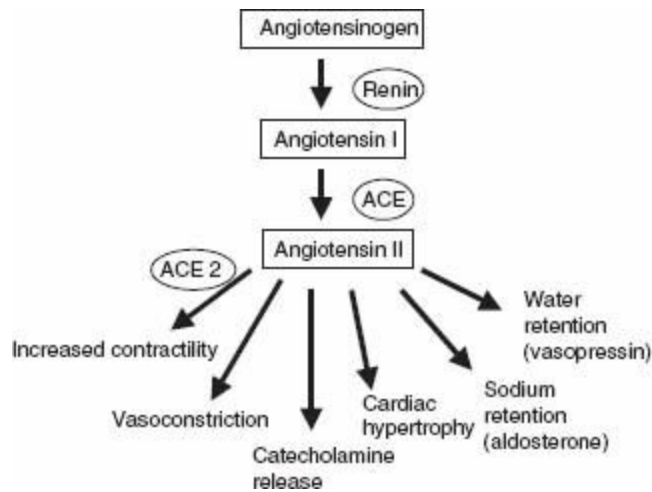 Angiotensinogen
Renin
Angiotensin I
ACE
Angiotensin II
ACE 2
Increased contractility
Vasoconstriction
Catecholamine
release
Cardiac
hypertrophy
Sodium
retention
(aldosterone)
Water
retention
(vasopressin)